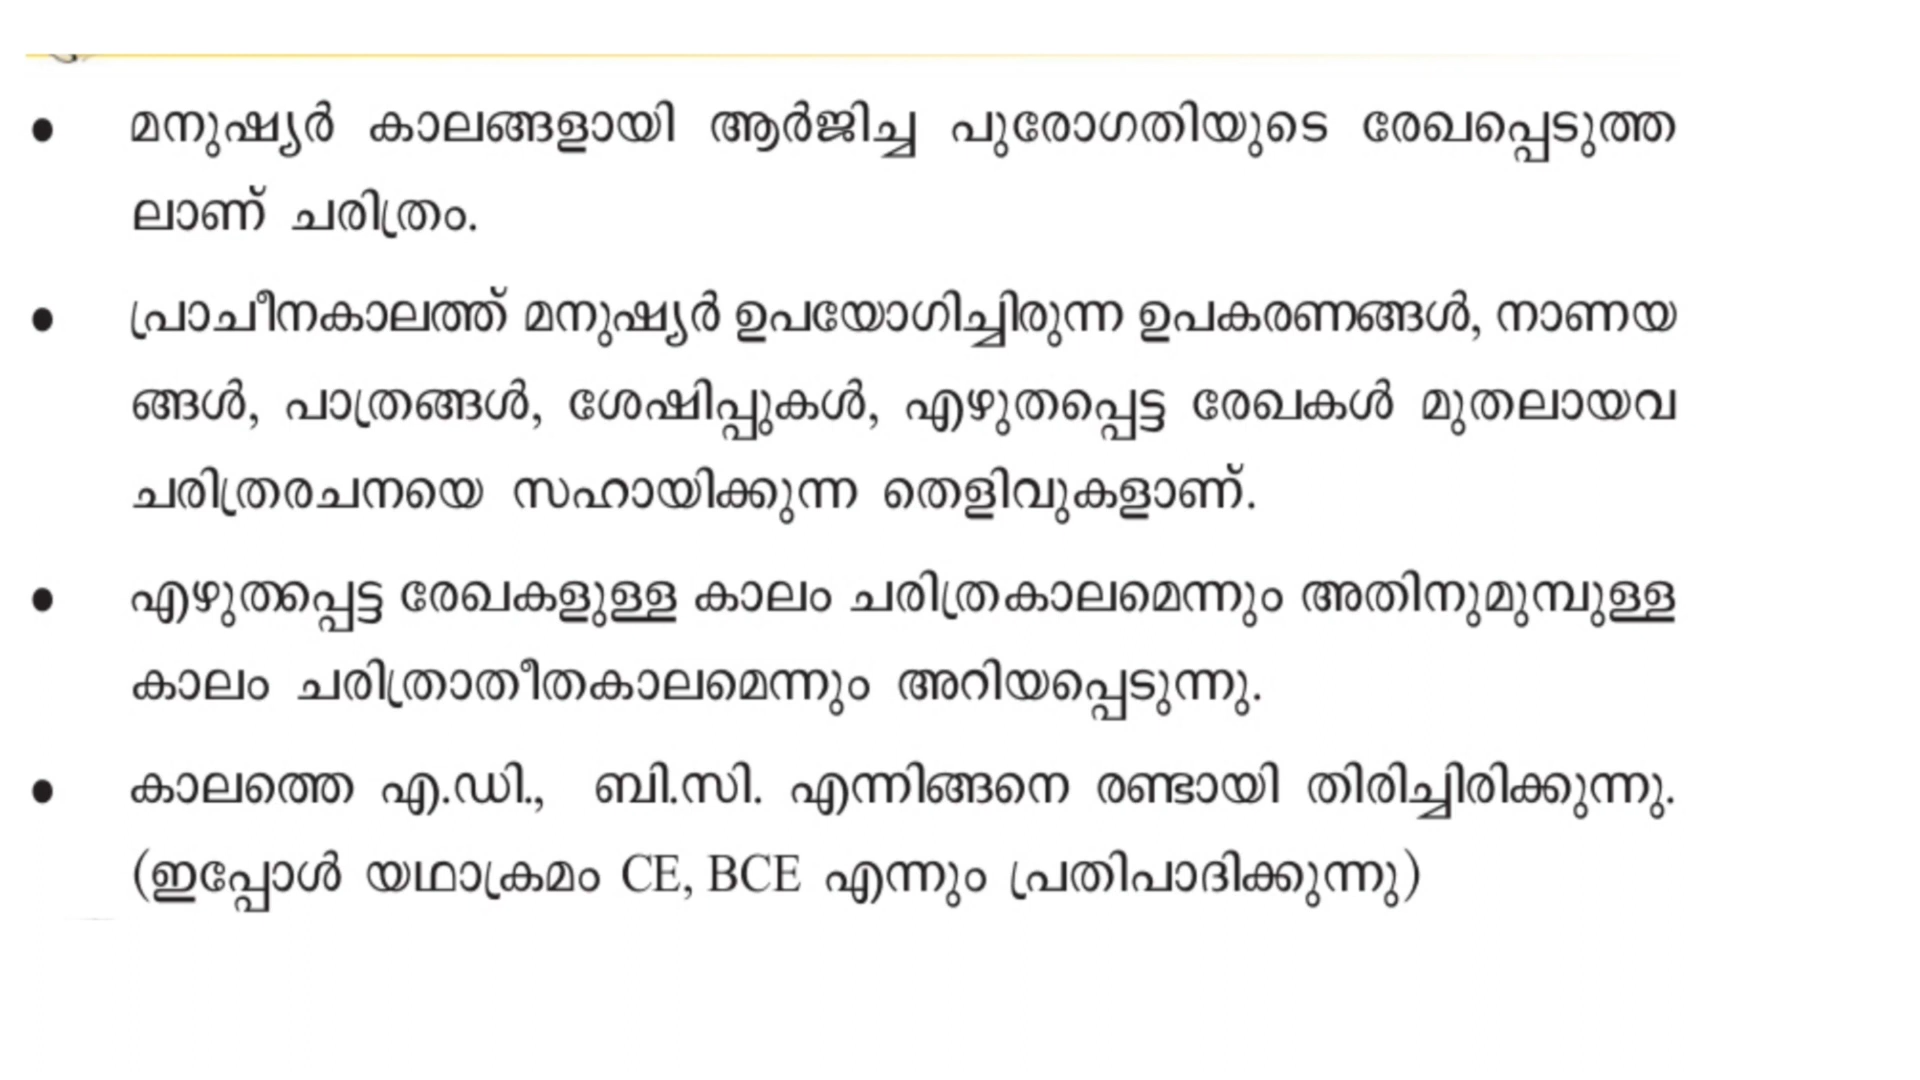 • മനുഷ്യർ കാലങ്ങളായി ആർജിച്ച പുരോഗതിയുടെ രേഖപ്പെടുത്ത
ലാണ് ചരിത്രം.
• പ്രാചീനകാലത്ത് മനുഷ്യർ ഉപയോഗിച്ചിരുന്ന ഉപകരണങ്ങൾ, നാണയ
ങ്ങൾ, പാത്രങ്ങൾ, ശേഷിപ്പുകൾ, എഴുതപ്പെട്ട രേഖകൾ മുതലായവ
ചരിത്രരചനയെ സഹായിക്കുന്ന തെളിവുകളാണ്.
• എഴുതപ്പെട്ട രേഖകളുള്ള കാലം ചരിത്രകാലമെന്നും അതിനുമുമ്പുള്ള
കാലം ചരിത്രാതീതകാലമെന്നും അറിയപ്പെടുന്നു.
• കാലത്തെ എ.ഡി., ബി.സി. എന്നിങ്ങനെ രണ്ടായി തിരിച്ചിരിക്കുന്നു.
(ഇപ്പോൾ യഥാക്രമം CE, BCE എന്നും പ്രതിപാദിക്കുന്നു)